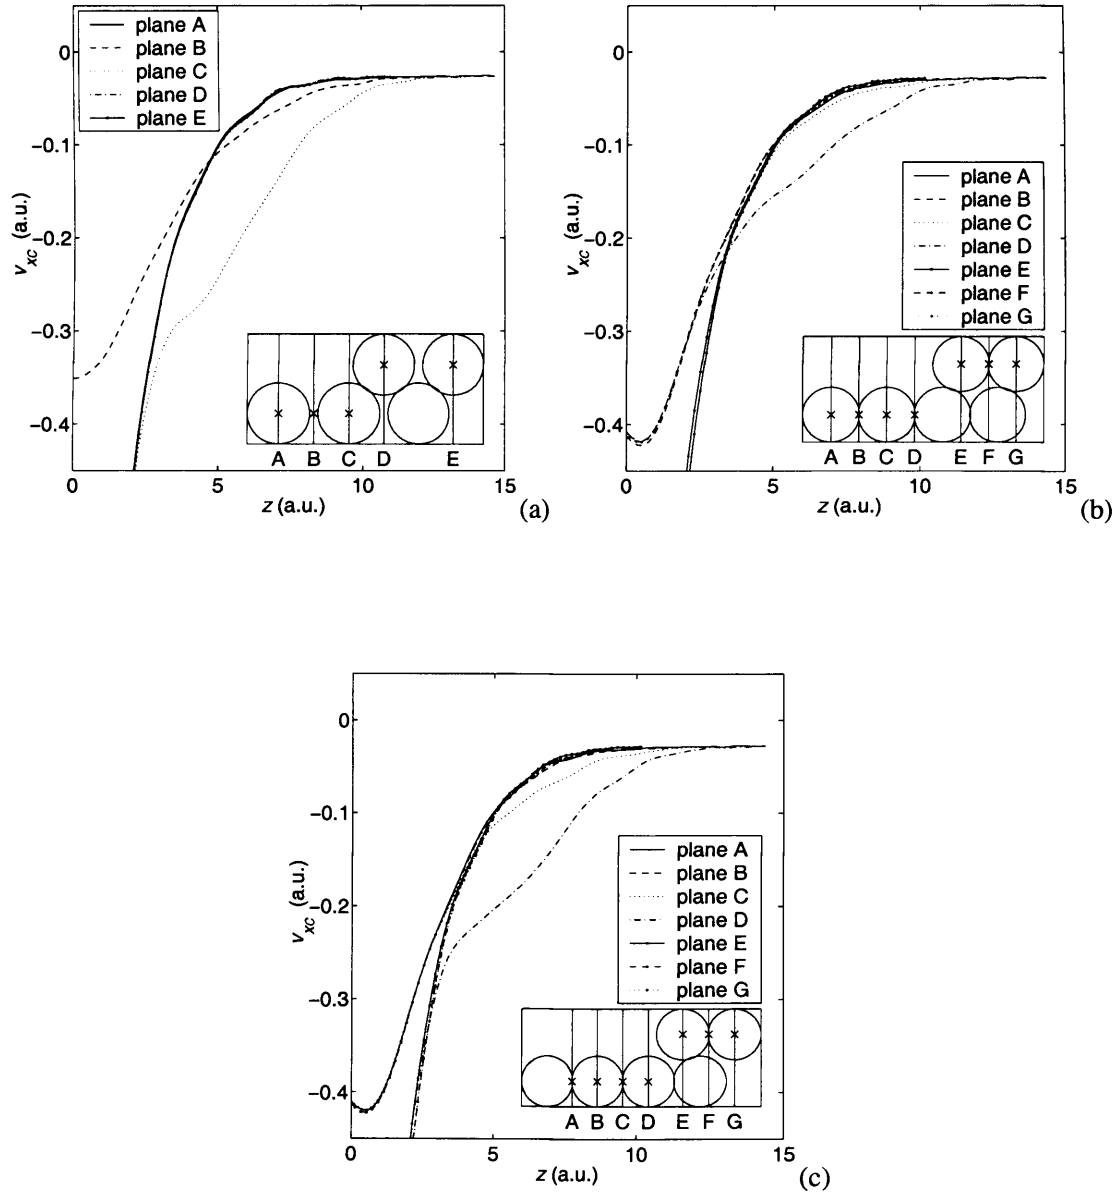 plane A
plane B
plane C
plane D
plane E
0
−0.1
−0.2
−0.3
−0.4
v_xc (a.u.)
A B C D E
0 5 10 15
z (a.u.)
(a)
0
−0.1
−0.2
−0.3
−0.4
v_xc (a.u.)
plane A
plane B
plane C
plane D
plane E
plane F
plane G
A B C D E F G
0 5 10 15
z (a.u.)
(b)
0
−0.1
−0.2
−0.3
−0.4
v_xc (a.u.)
plane A
plane B
plane C
plane D
plane E
plane F
plane G
A B C D E F G
0 5 10 15
z (a.u.)
(c)